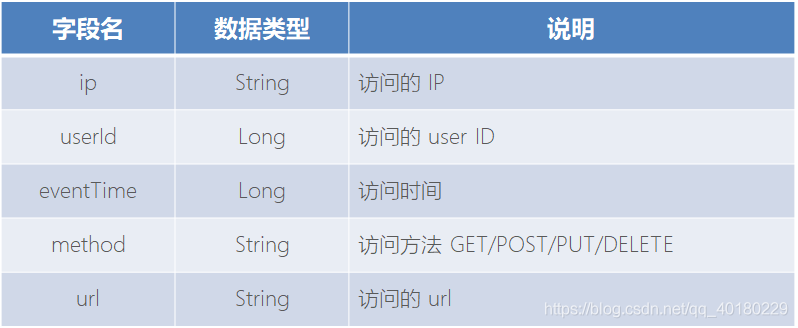 字段名 数据类型 说明
ip String 访问的 IP
userId Long 访问的 user ID
eventTime Long 访问时间
method String 访问方法 GET/POST/PUT/DELETE
url String 访问的 url
https://blog.csdn.net/qq_40180229